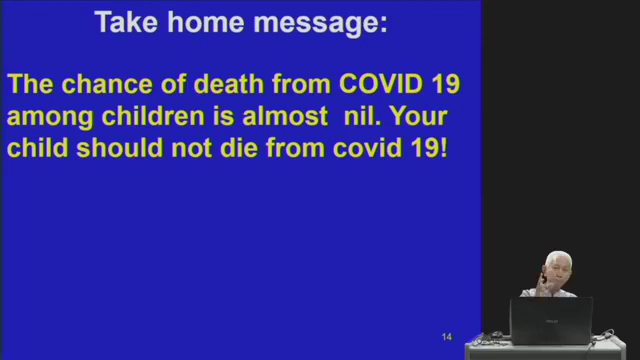 Take home message:
The chance of death from COVID 19
among children is almost nil. Your
child should not die from covid 19!
14